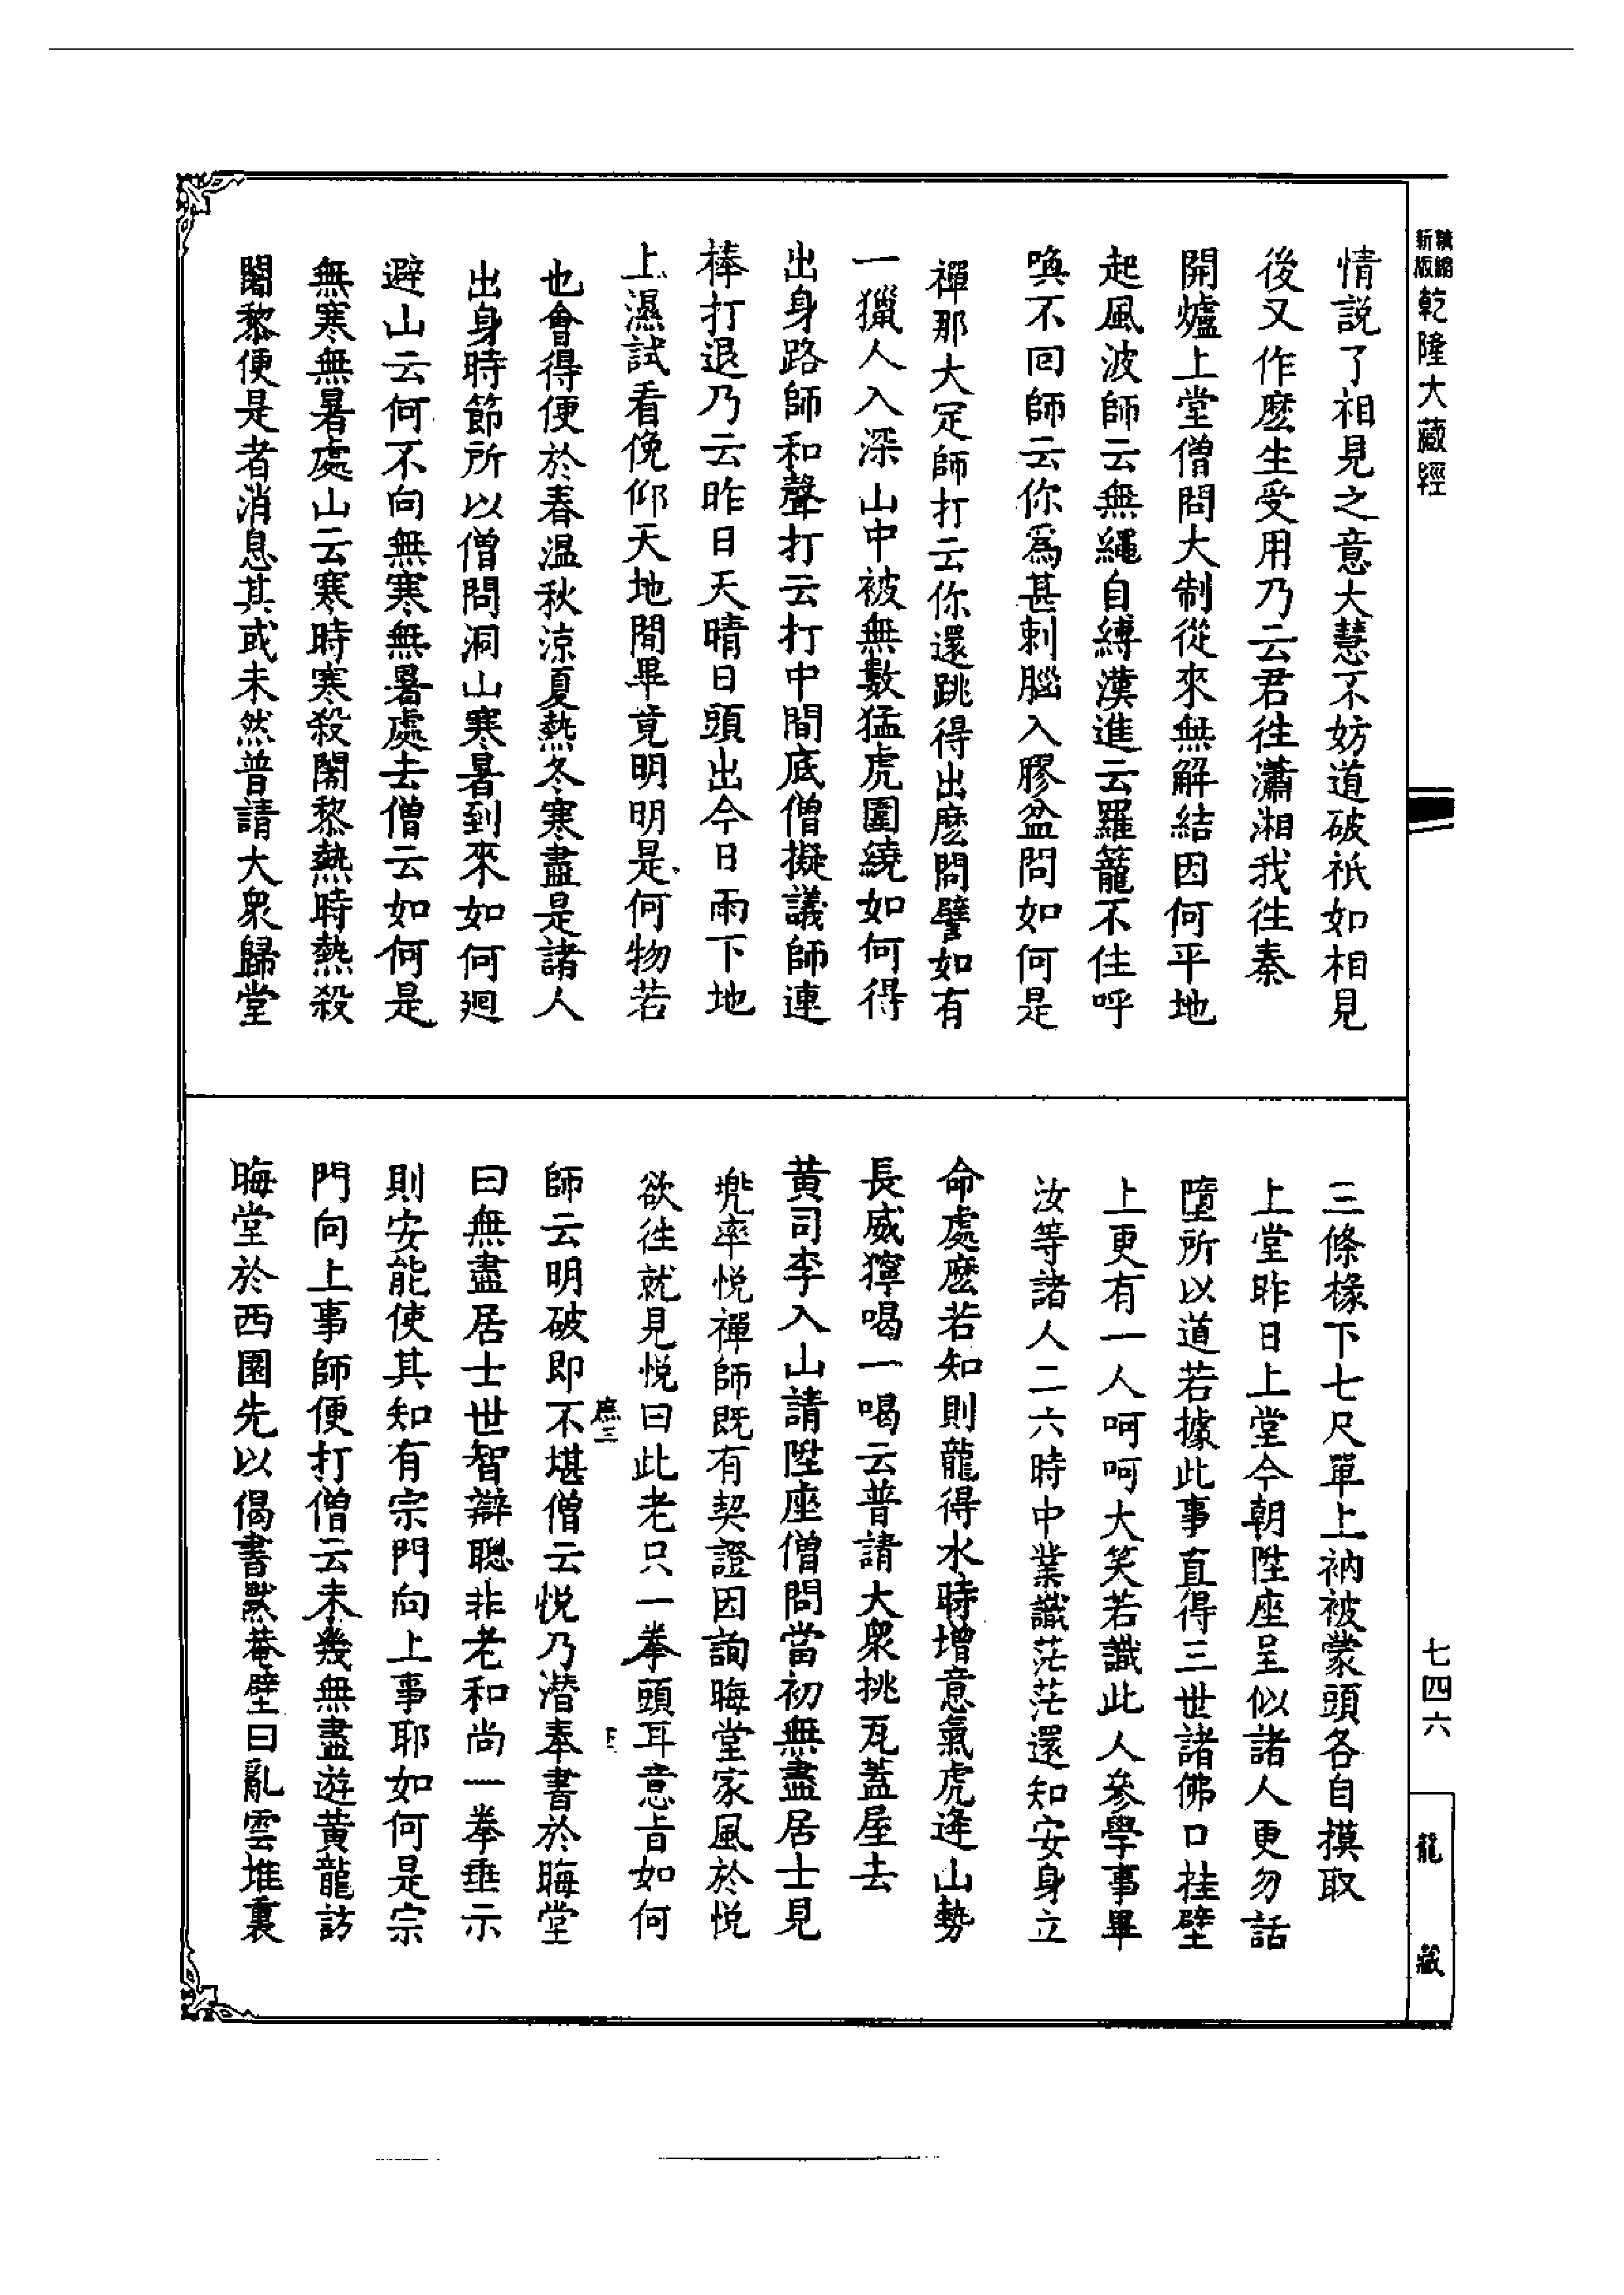 新版
精縮
乾隆大藏經
七四六
龍藏
情説了相見之意大慧不妨道破祇如相見
後又作麽生受用乃云君往瀟湘我往秦
開爐上堂僧問大制從來無解結因何平地
起風波師云無繩自縛漢進云羅籠不住呼
喚不回師云你爲甚刺腦入膠盆問如何是
禪那大定師打云你還跳得出麽問譬如有
一獵人入深山中被無數猛虎圍繞如何得
出身路師和聲打云打中間底僧擬議師連
棒打退乃云昨日天晴日頭出今日雨下地
上濕試看俛仰天地間畢竟明明是何物若
也會得便於春温秋涼夏熱冬寒盡是諸人
出身時節所以僧問洞山寒暑到來如何廻
避山云何不向無寒無暑處去僧云如何是
無寒無暑處山云寒時寒殺闍黎熱時熱殺
闍黎便是者消息其或未然普請大衆歸堂
三條椽下七尺單上衲被蒙頭各自摸取
上堂昨日上堂今朝陞座呈似諸人更勿話
墮所以道若據此事直得三世諸佛口挂壁
上更有一人呵呵大笑若識此人參學事畢
汝等諸人二六時中業識茫茫還知安身立
命處麽若知則龍得水時增意氣虎逢山勢
長威獰喝一喝云普請大衆挑瓦蓋屋去
黃司李入山請陞座僧問當初無盡居士見
兠率悦禪師既有契證因詢晦堂家風於悦
欲往就見悦曰此老只一拳頭耳意旨如何
庶三
師云明破即不堪僧云悦乃潛奉書於晦堂
曰無盡居士世智辯聰非老和尚一拳垂示
則安能使其知有宗門向上事耶如何是宗
門向上事師便打僧云未幾無盡遊黃龍訪
晦堂於西園先以偈書默菴壁曰亂雲堆裏